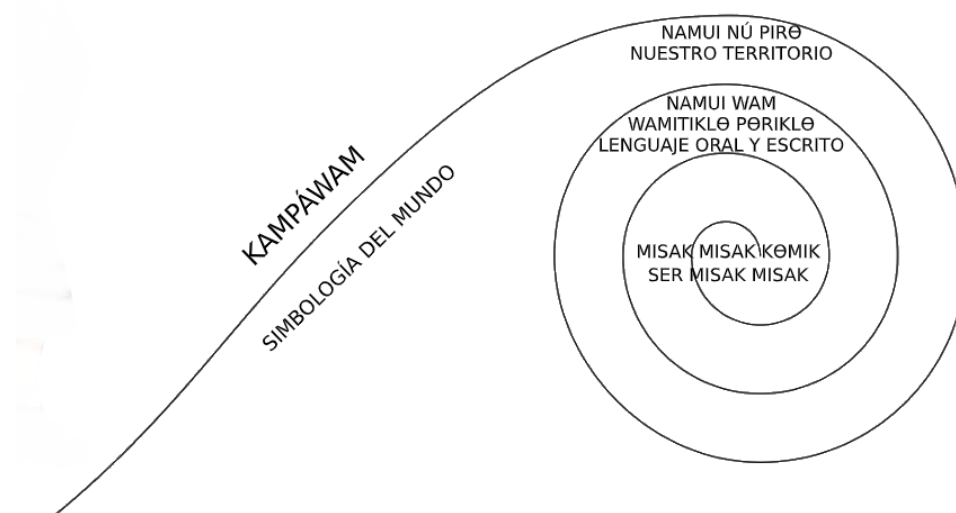 NAMUI NÚ PIRɵ
NUESTRO TERRITORIO
NAMUI WAM
WAMITIKLɵ PɵRIKLɵ
LENGUAJE ORAL Y ESCRITO
KAMPÁWAM
SIMBOLOGÍA DEL MUNDO
MISAK MISAK KɵMIK
SER MISAK MISAK